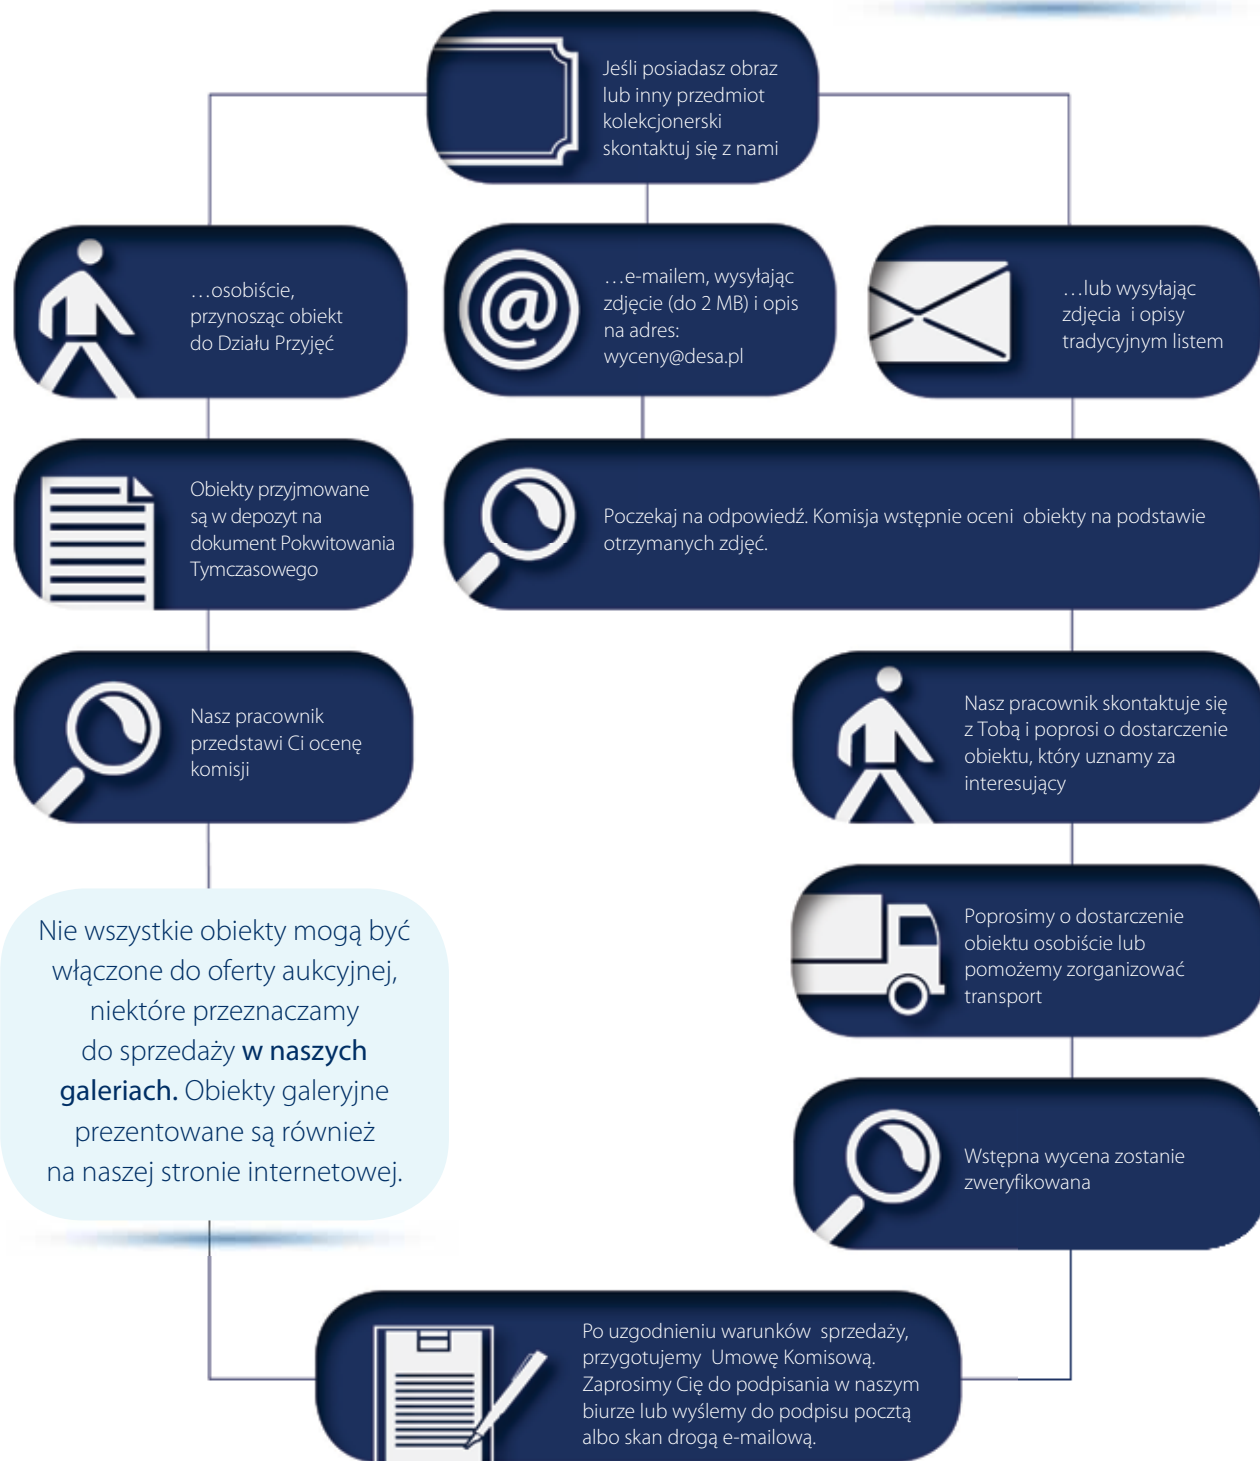 Jeśli posiadasz obraz
lub inny przedmiot
kolekcjonerski
skontaktuj się z nami
…osobiście,
przynosząc obiekt
do Działu Przyjęć
…e-mailem, wysyłając
zdjęcie (do 2 MB) i opis
na adres:
wyceny@desa.pl
…lub wysyłając
zdjęcia i opisy
tradycyjnym listem
Obiekty przyjmowane
są w depozyt na
dokument Pokwitowania
Tymczasowego
Poczekaj na odpowiedź. Komisja wstępnie oceni obiekty na podstawie
otrzymanych zdjęć.
Nasz pracownik
przedstawi Ci ocenę
komisji
Nasz pracownik skontaktuje się
z Tobą i poprosi o dostarczenie
obiektu, który uznamy za
interesujący
Nie wszystkie obiekty mogą być
włączone do oferty aukcyjnej,
niektóre przeznaczamy
do sprzedaży w naszych
galeriach. Obiekty galeryjne
prezentowane są również
na naszej stronie internetowej.
Poprosimy o dostarczenie
obiektu osobiście lub
pomożemy zorganizować
transport
Wstępna wycena zostanie
zweryfikowana
Po uzgodnieniu warunków sprzedaży,
przygotujemy Umowę Komisową.
Zaprosimy Cię do podpisania w naszym
biurze lub wyślemy do podpisu pocztą
albo skan drogą e-mailową.